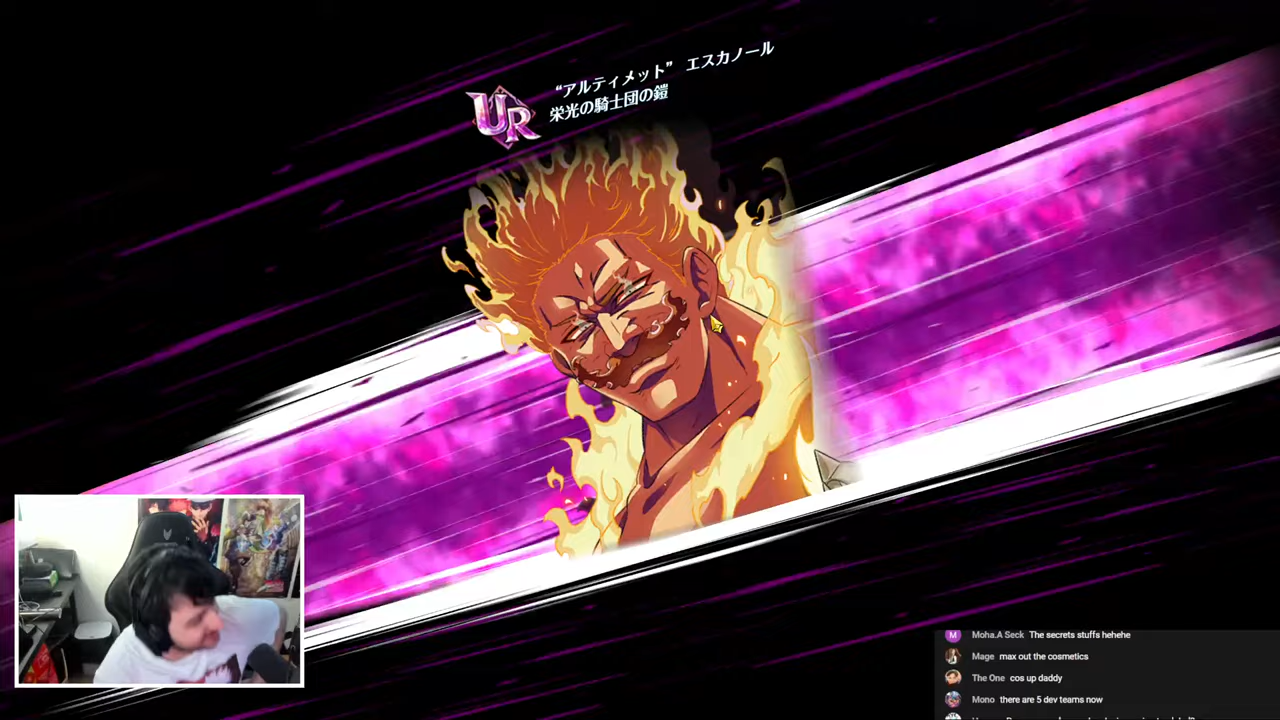 UR
“アルティメット” エスカノール
栄光の騎士団の鎧
Moha.A Seck The secrets stuffs hehehe
Mage max out the cosmetics
The One cos up daddy
Mono there are 5 dev teams now